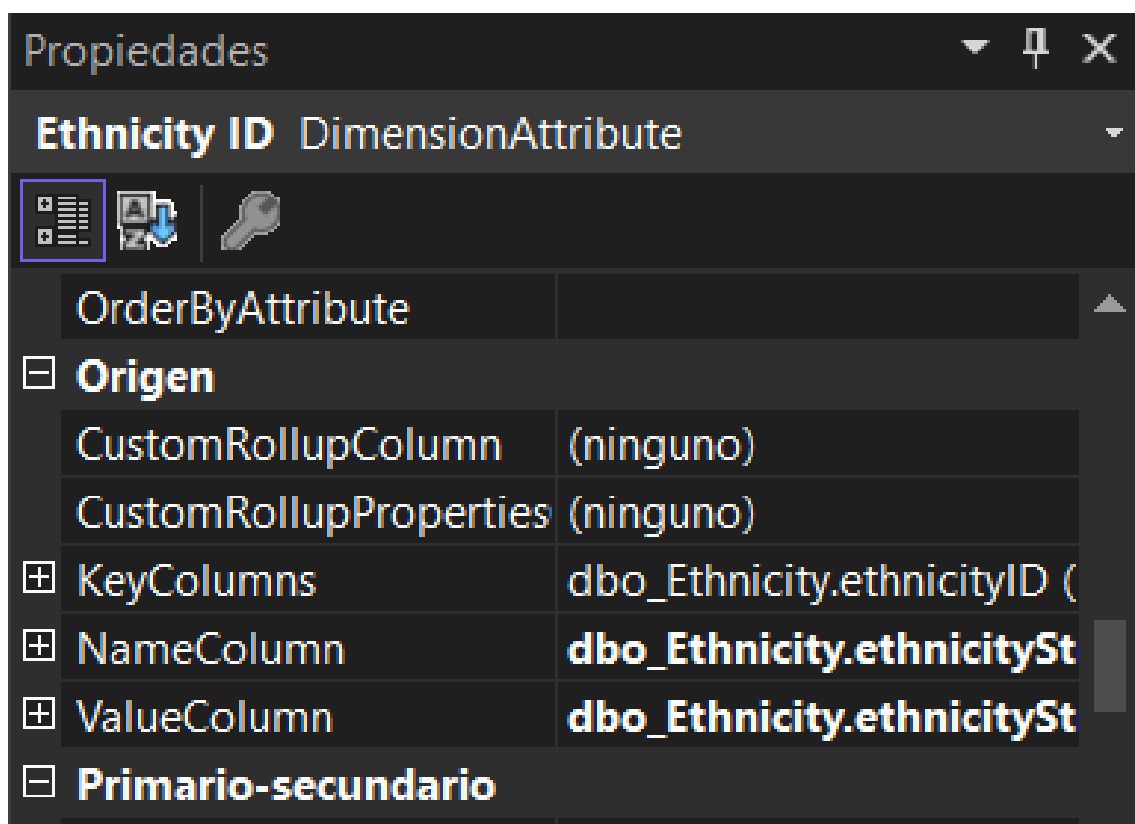 Propiedades
Ethnicity ID DimensionAttribute
OrderByAttribute
Origen
CustomRollupColumn (ninguno)
CustomRollupProperties (ninguno)
KeyColumns dbo_Ethnicity.ethnicityID (
NameColumn dbo_Ethnicity.ethnicitySt
ValueColumn dbo_Ethnicity.ethnicitySt
Primario-secundario